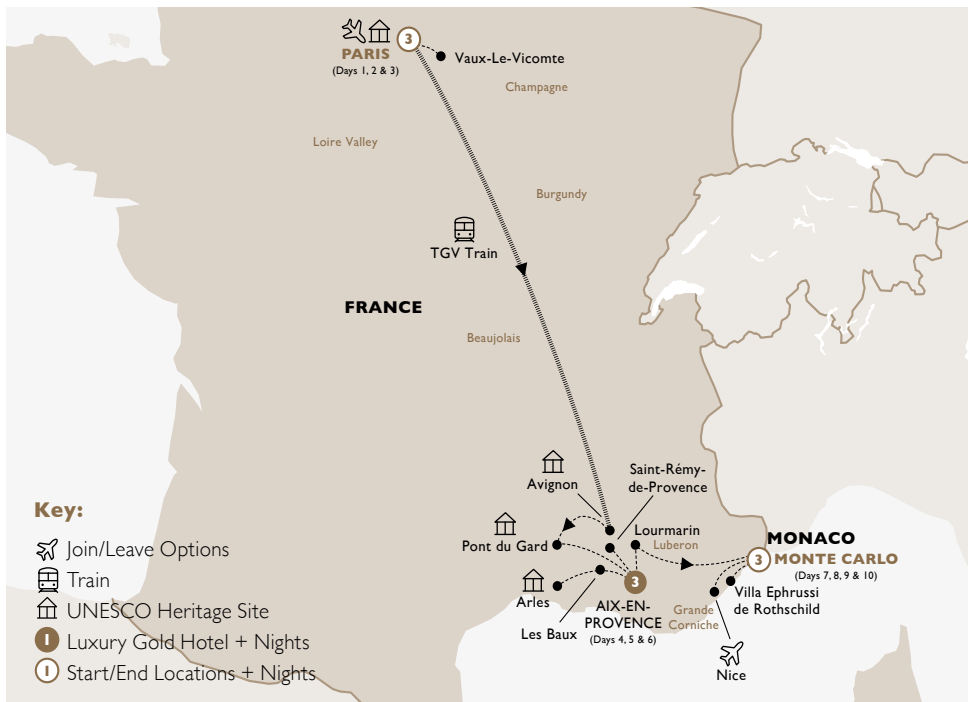 3
PARIS
(Days 1, 2 & 3)
Vaux-Le-Vicomte
Champagne
Loire Valley
Burgundy
TGV Train
FRANCE
Beaujolais
Avignon
Saint-Rémy-
de-Provence
Pont du Gard
Lourmarin
Luberon
MONACO
3
MONTE CARLO
(Days 7, 8, 9 & 10)
Arles
Les Baux
3
AIX-EN-
PROVENCE
(Days 4, 5 & 6)
Grande
Corniche
Villa Ephrussi
de Rothschild
Nice
Key:
Join/Leave Options
Train
UNESCO Heritage Site
1 Luxury Gold Hotel + Nights
1 Start/End Locations + Nights